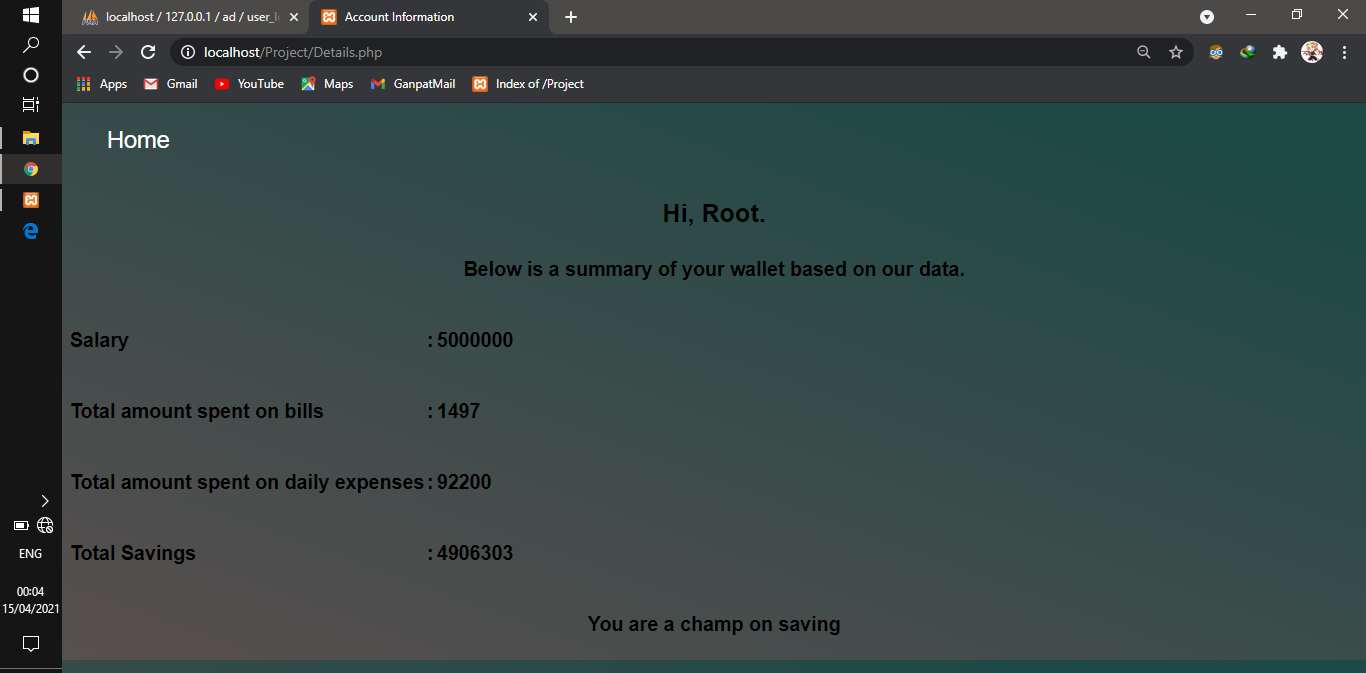 localhost / 127.0.0.1 / ad / user_l
Account Information
localhost/Project/Details.php
Apps Gmail YouTube Maps GanpatMail Index of /Project
Home
Hi, Root.
Below is a summary of your wallet based on our data.
Salary : 5000000
Total amount spent on bills : 1497
Total amount spent on daily expenses : 92200
Total Savings : 4906303
You are a champ on saving
ENG
00:04
15/04/2021